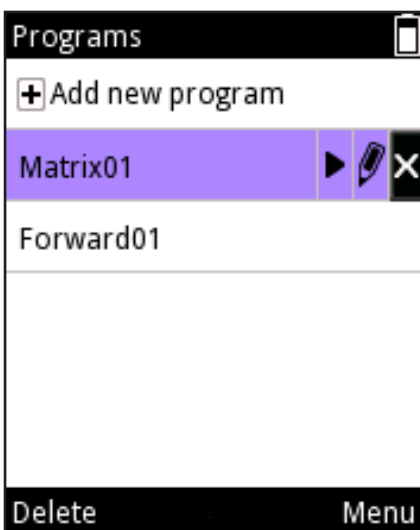 Programs
Add new program
Matrix01
Forward01
Delete Menu